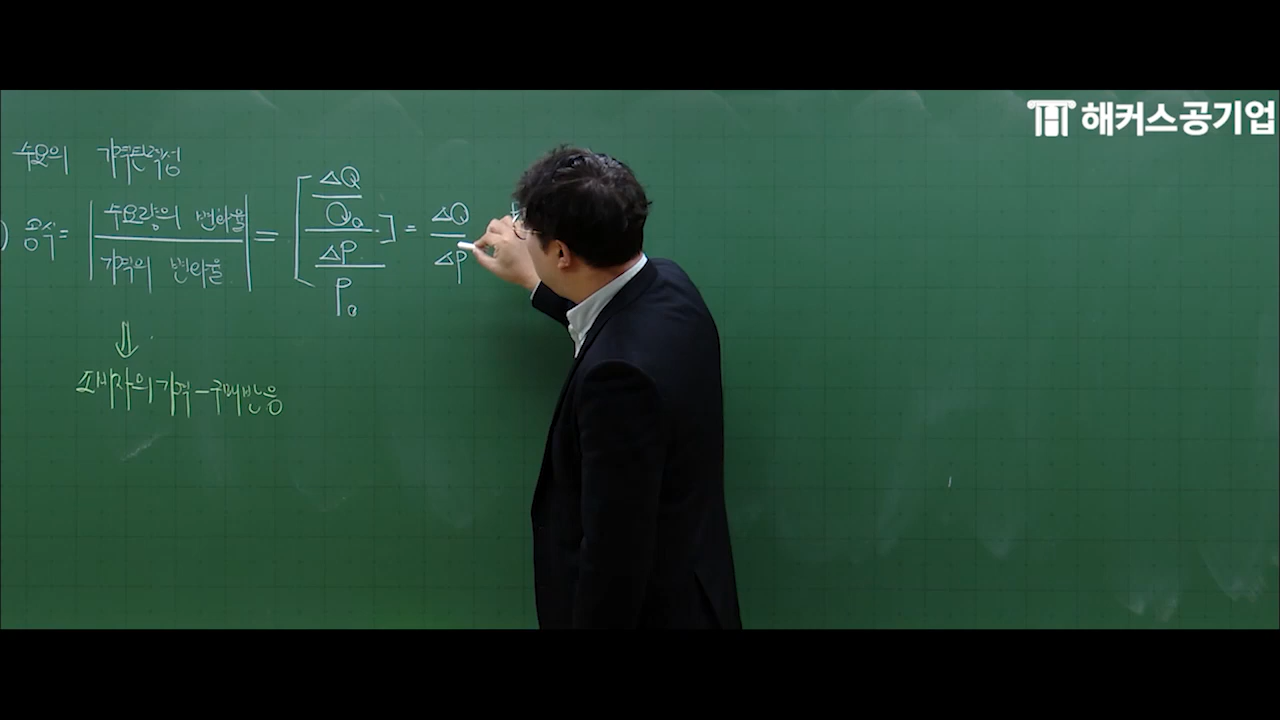 해커스공기업
수요의 가격탄력성
) 공식= |수요량의 변화율 / 가격의 변화율| = [ΔQ/Q₀ / ΔP/P₀] = ΔQ/ΔP
⇓
소비자의 가격-구매반응